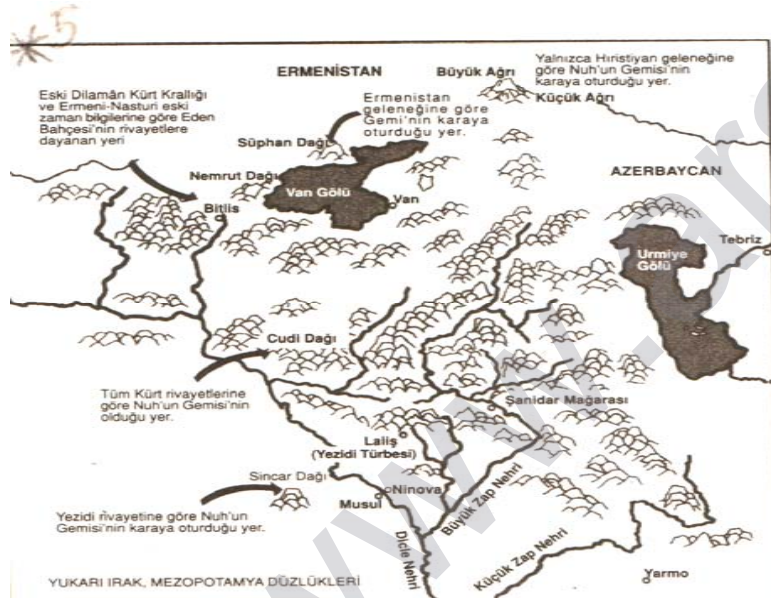 5
ERMENİSTAN
Büyük Ağrı
Yalnızca Hıristiyan geleneğine
göre Nuh'un Gemisi'nin
karaya oturduğu yer.
Küçük Ağrı
Eski Dilamân Kürt Krallığı
ve Ermeni-Nasturi eski
zaman bilgilerine göre Eden
Bahçesi'nin rivayetlere
dayanan yeri
Ermenistan
geleneğine göre
Gemi'nin karaya
oturduğu yer.
Süphan Dağı
Nemrut Dağı
Van Gölü
Van
Bitlis
AZERBAYCAN
Tebriz
Urmiye
Gölü
Cudi Dağı
Tüm Kürt rivayetlerine
göre Nuh'un Gemisi'nin
olduğu yer.
Şanidar Mağarası
Laliş
(Yezidi Türbesi)
Sincar Dağı
Ninova
Musul
Yezidi rivayetine göre Nuh'un
Gemisi'nin karaya oturduğu yer.
Büyük Zap Nehri
Dicle Nehri
Küçük Zap Nehri
Yarmo
YUKARI IRAK, MEZOPOTAMYA DÜZLÜKLERİ